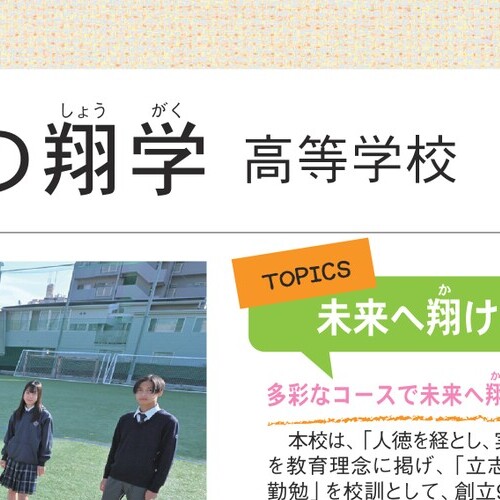 の翔学 高等学校
しょう がく
TOPICS
未来へ翔け
か
多彩なコースで未来へ翔
か
本校は、「人徳を経とし、実
を教育理念に掲げ、「立志
勤勉」を校訓として、創立